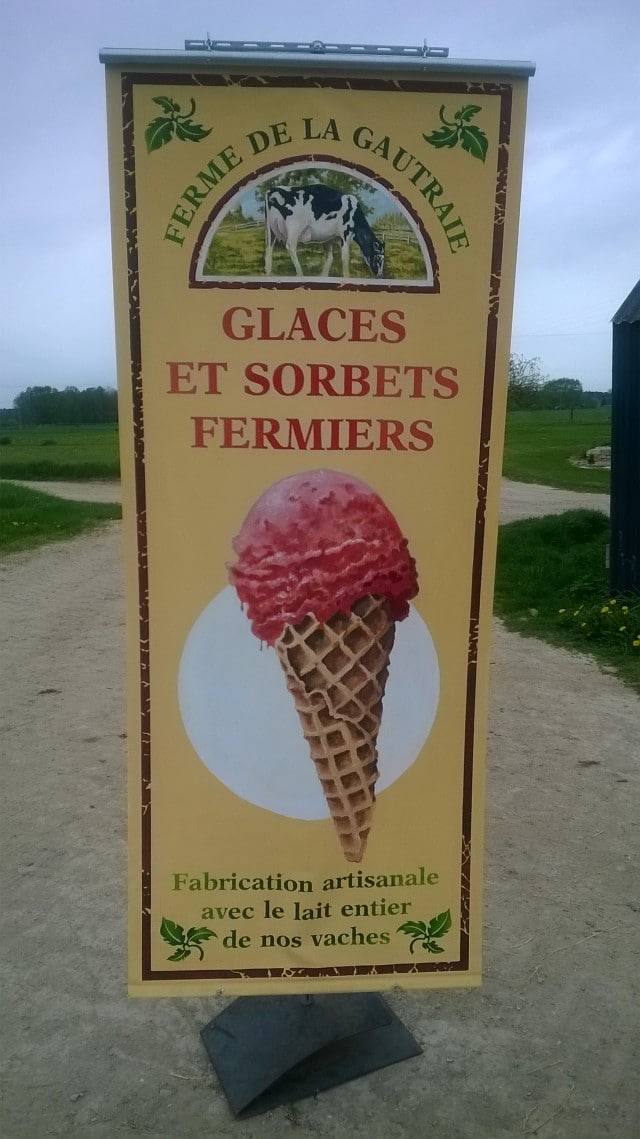 FERME DE LA GAUTRAIE
GLACES
ET SORBETS
FERMIERS
Fabrication artisanale
avec le lait entier
de nos vaches